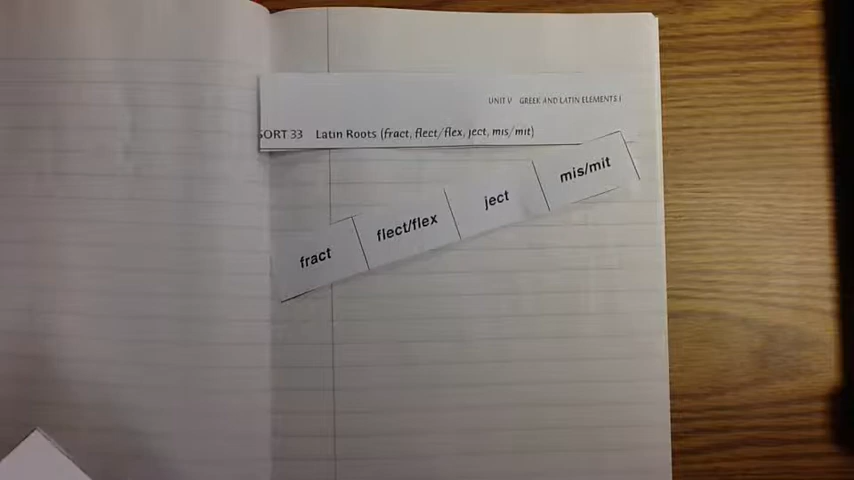 UNIT V GREEK AND LATIN ELEMENTS I
SORT 33 Latin Roots (fract, flect/flex, ject, mis/mit)
fract flect/flex ject mis/mit